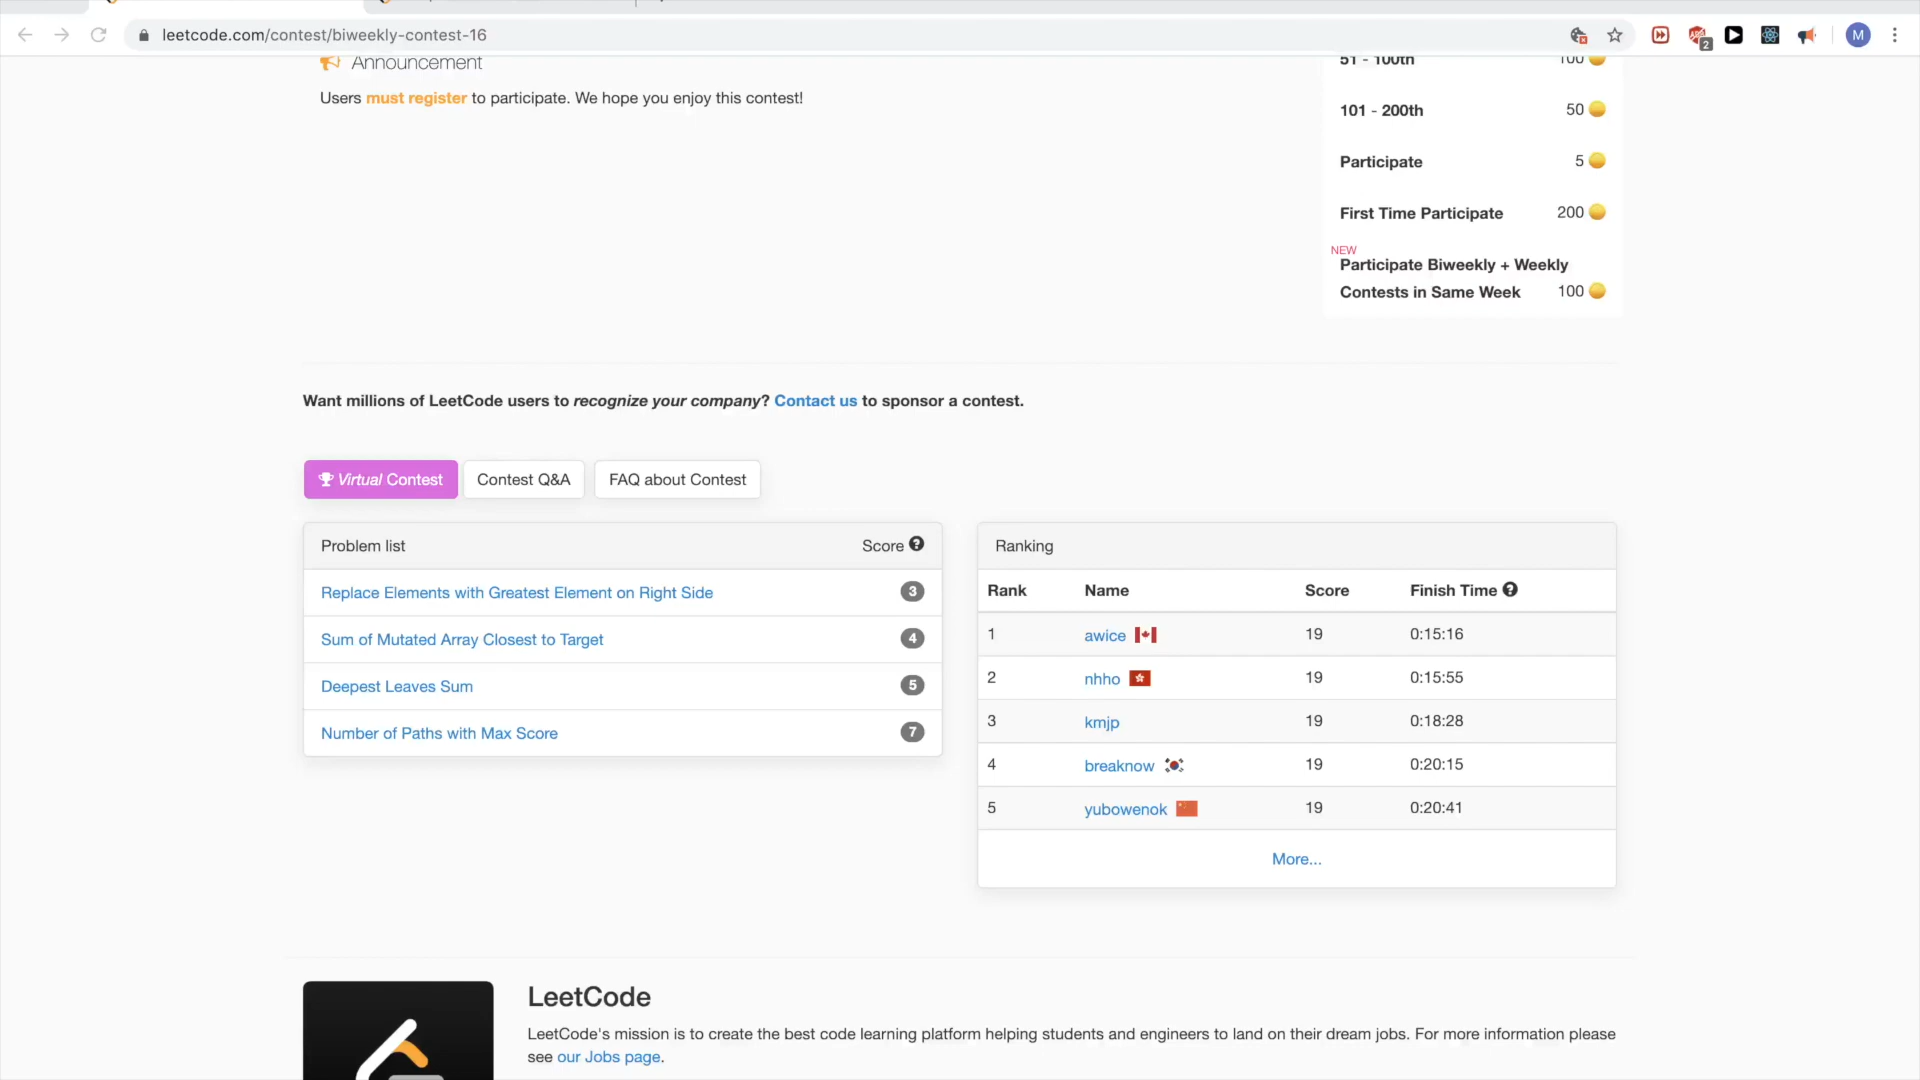 leetcode.com/contest/biweekly-contest-16
2
M
Announcement
Users must register to participate. We hope you enjoy this contest!
51 - 100th 100
101 - 200th 50
Participate 5
First Time Participate 200
NEW
Participate Biweekly + Weekly
Contests in Same Week 100
Want millions of LeetCode users to recognize your company? Contact us to sponsor a contest.
Virtual Contest Contest Q&A FAQ about Contest
Problem list Score ?
Replace Elements with Greatest Element on Right Side 3
Sum of Mutated Array Closest to Target 4
Deepest Leaves Sum 5
Number of Paths with Max Score 7
Ranking
Rank Name Score Finish Time ?
1 awice 19 0:15:16
2 nhho 19 0:15:55
3 kmjp 19 0:18:28
4 breaknow 19 0:20:15
5 yubowenok 19 0:20:41
More...
LeetCode
LeetCode's mission is to create the best code learning platform helping students and engineers to land on their dream jobs. For more information please
see our Jobs page.